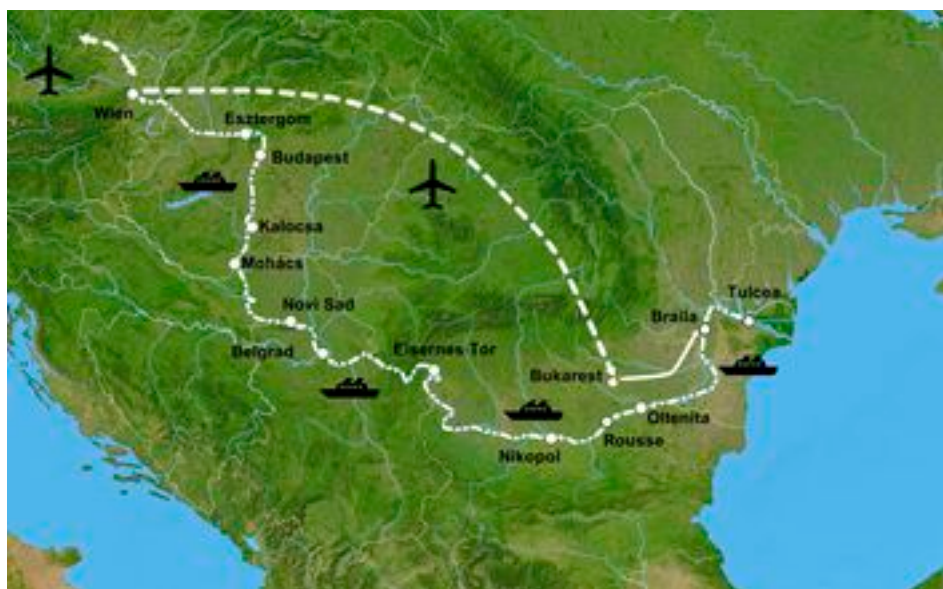 Wien
Esztergom
Budapest
Kalocsa
Mohács
Novi Sad
Belgrad
Eisernes Tor
Tulcea
Braila
Bukarest
Oltenita
Rousse
Nikopol